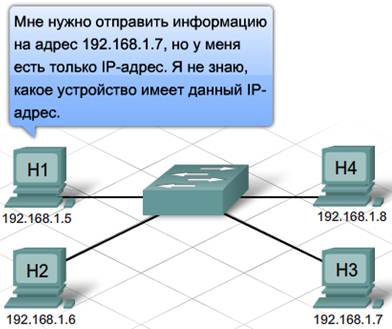 Мне нужно отправить информацию
на адрес 192.168.1.7, но у меня
есть только IP-адрес. Я не знаю,
какое устройство имеет данный IP-
адрес.
H1
192.168.1.5
H4
192.168.1.8
H2
192.168.1.6
H3
192.168.1.7